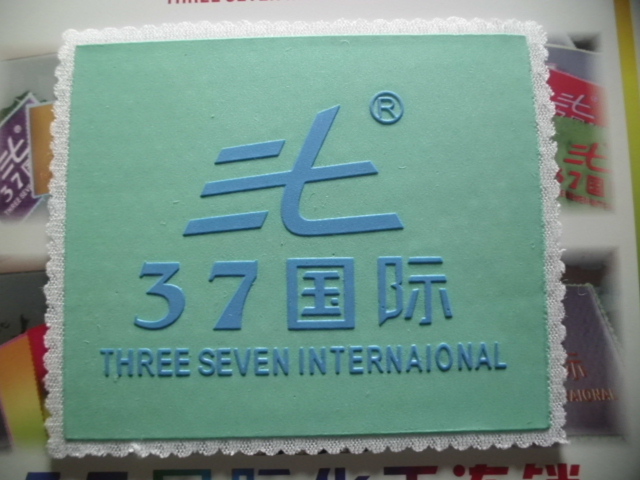 ®
三七
37国际
THREE SEVEN INTERNAIONAL